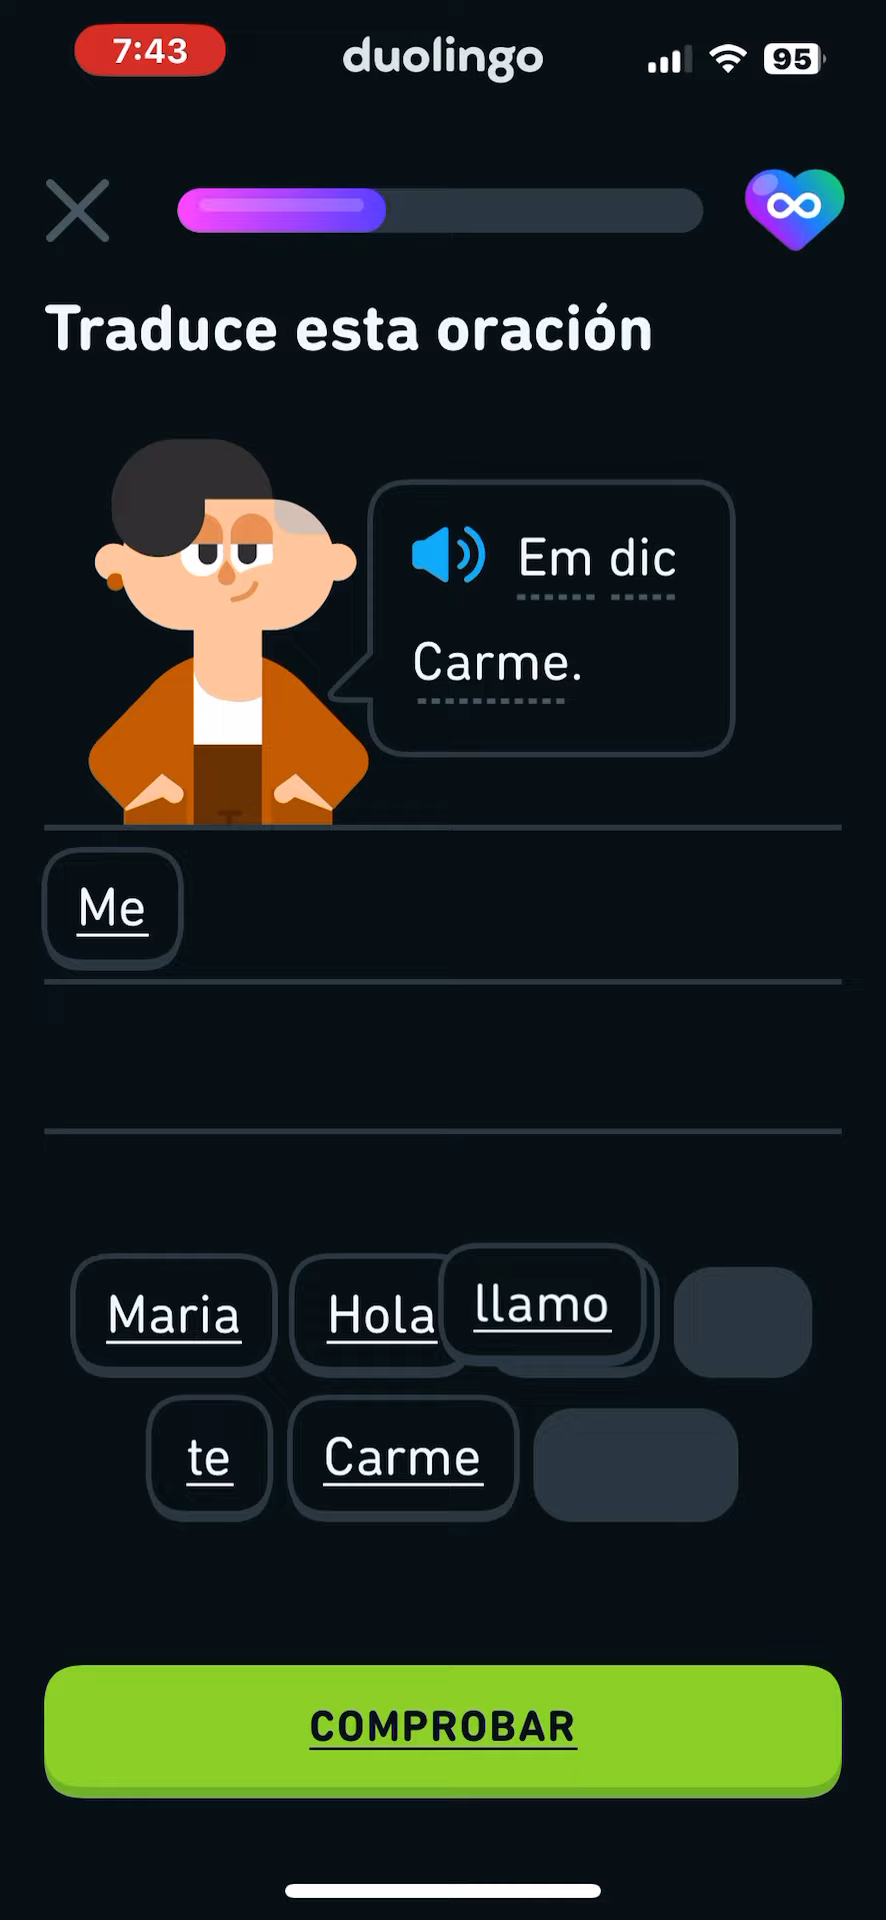 7:43
duolingo
95
Traduce esta oración
Em dic
Carme.
Me
Maria Hola llamo
te Carme
COMPROBAR